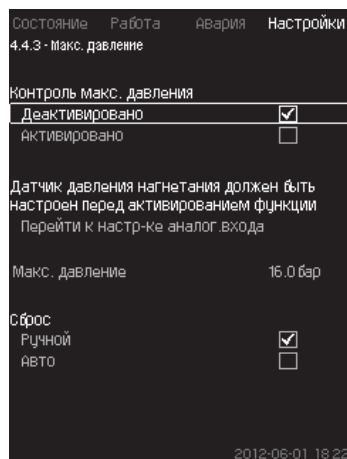 Состояние Работа Авария Настройки
4.4.3 - Макс. давление
Контроль макс. давления
Деактивировано
Активировано
Датчик давления нагнетания должен быть
настроен перед активированием функции
Перейти к настр-ке аналог.входа
Макс. давление 16.0 бар
Сброс
Ручной
Авто
2012-06-01 18:22